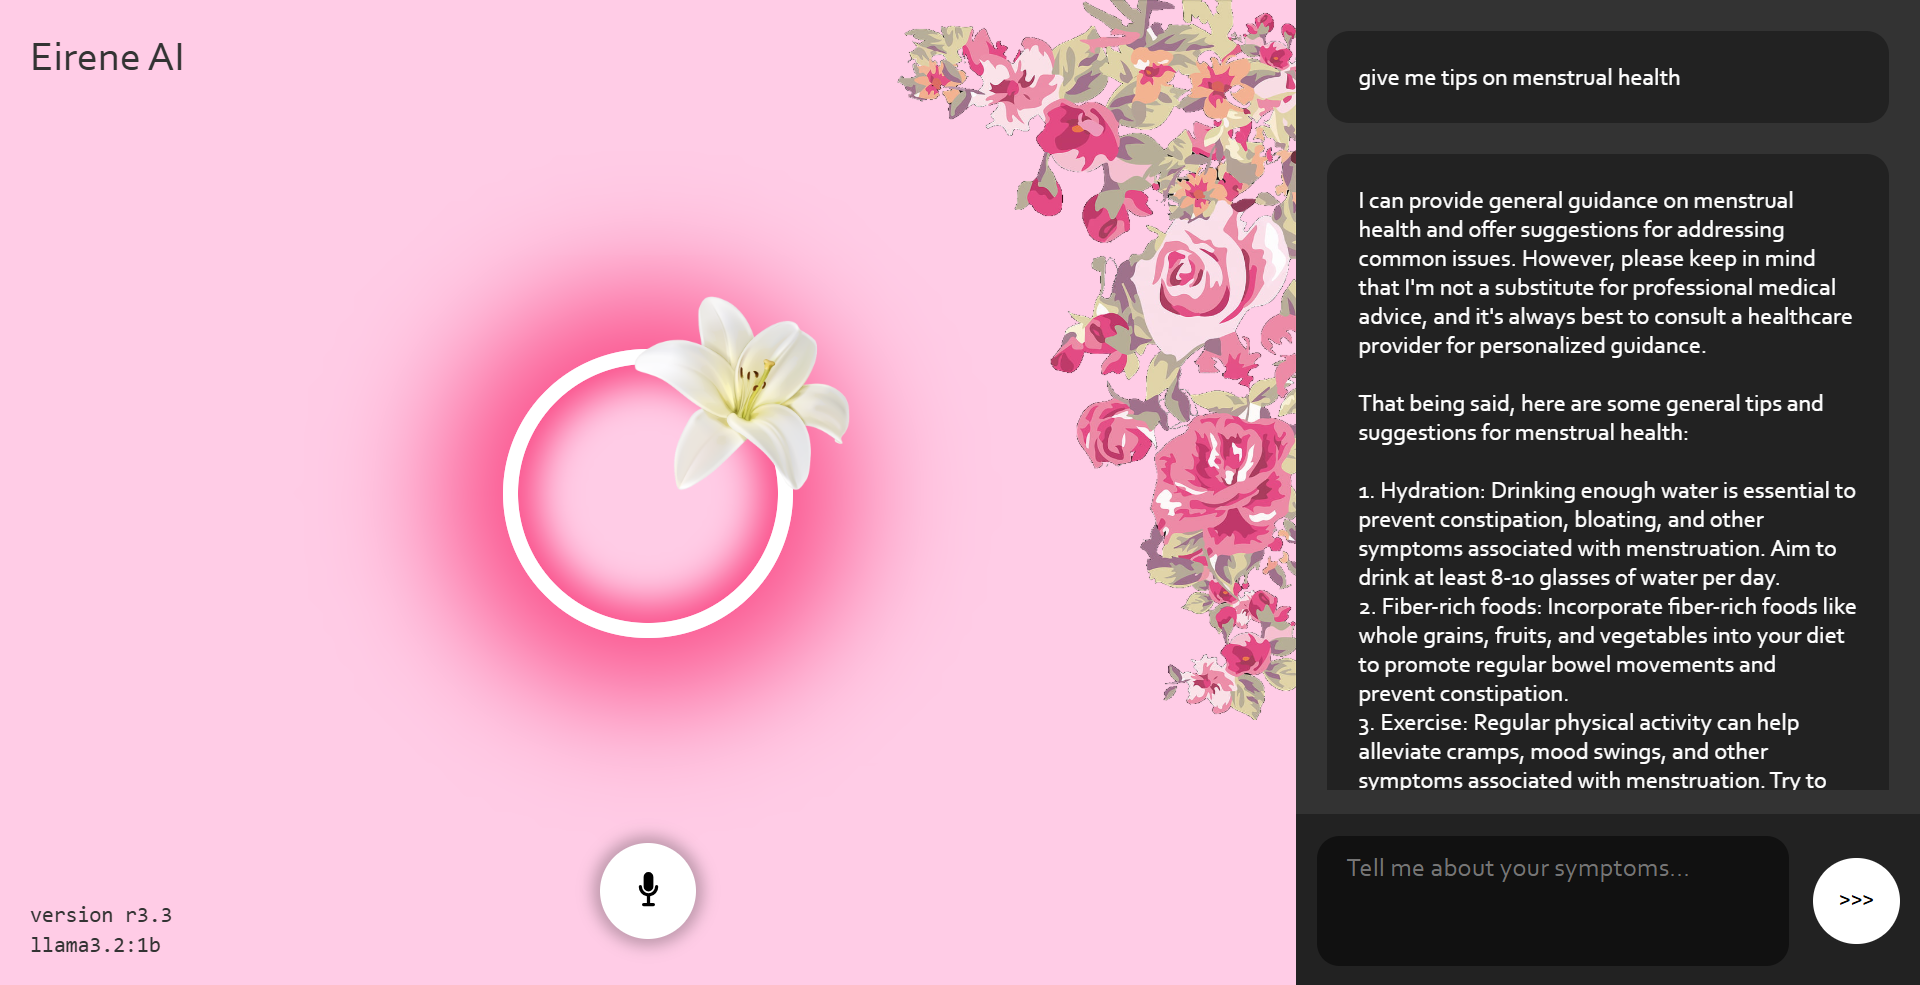 Eirene AI
version r3.3
llama3.2:1b
give me tips on menstrual health
I can provide general guidance on menstrual
health and offer suggestions for addressing
common issues. However, please keep in mind
that I'm not a substitute for professional medical
advice, and it's always best to consult a healthcare
provider for personalized guidance.
That being said, here are some general tips and
suggestions for menstrual health:
1. Hydration: Drinking enough water is essential to
prevent constipation, bloating, and other
symptoms associated with menstruation. Aim to
drink at least 8-10 glasses of water per day.
2. Fiber-rich foods: Incorporate fiber-rich foods like
whole grains, fruits, and vegetables into your diet
to promote regular bowel movements and
prevent constipation.
3. Exercise: Regular physical activity can help
alleviate cramps, mood swings, and other
symptoms associated with menstruation. Try to
Tell me about your symptoms...
>>>